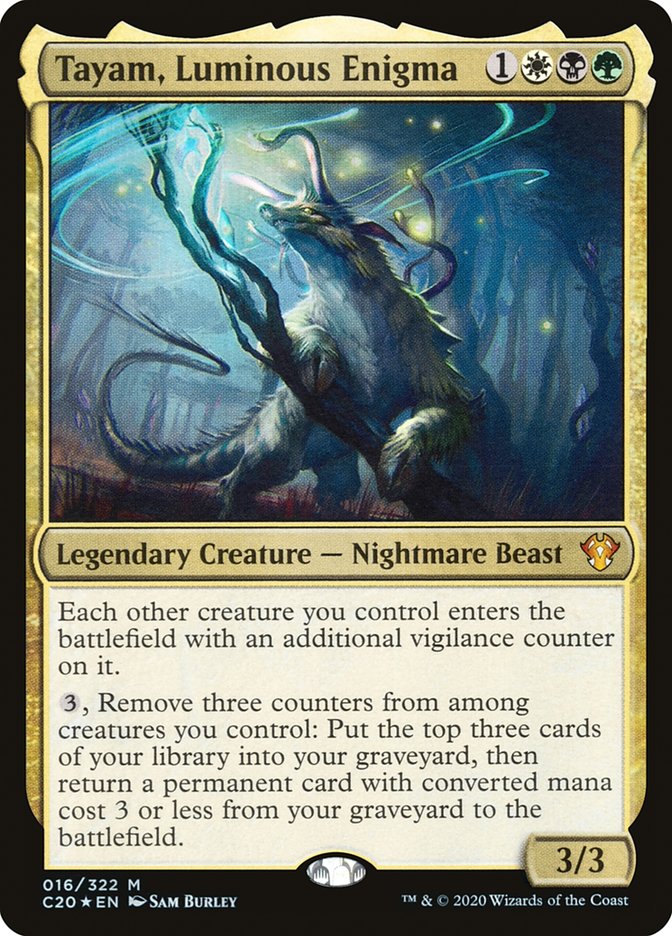 Tayam, Luminous Enigma 1
Legendary Creature — Nightmare Beast
Each other creature you control enters the
battlefield with an additional vigilance counter
on it.
3, Remove three counters from among
creatures you control: Put the top three cards
of your library into your graveyard, then
return a permanent card with converted mana
cost 3 or less from your graveyard to the
battlefield.
3/3
016/322 M
C20★EN Sam Burley
™ & © 2020 Wizards of the Coast